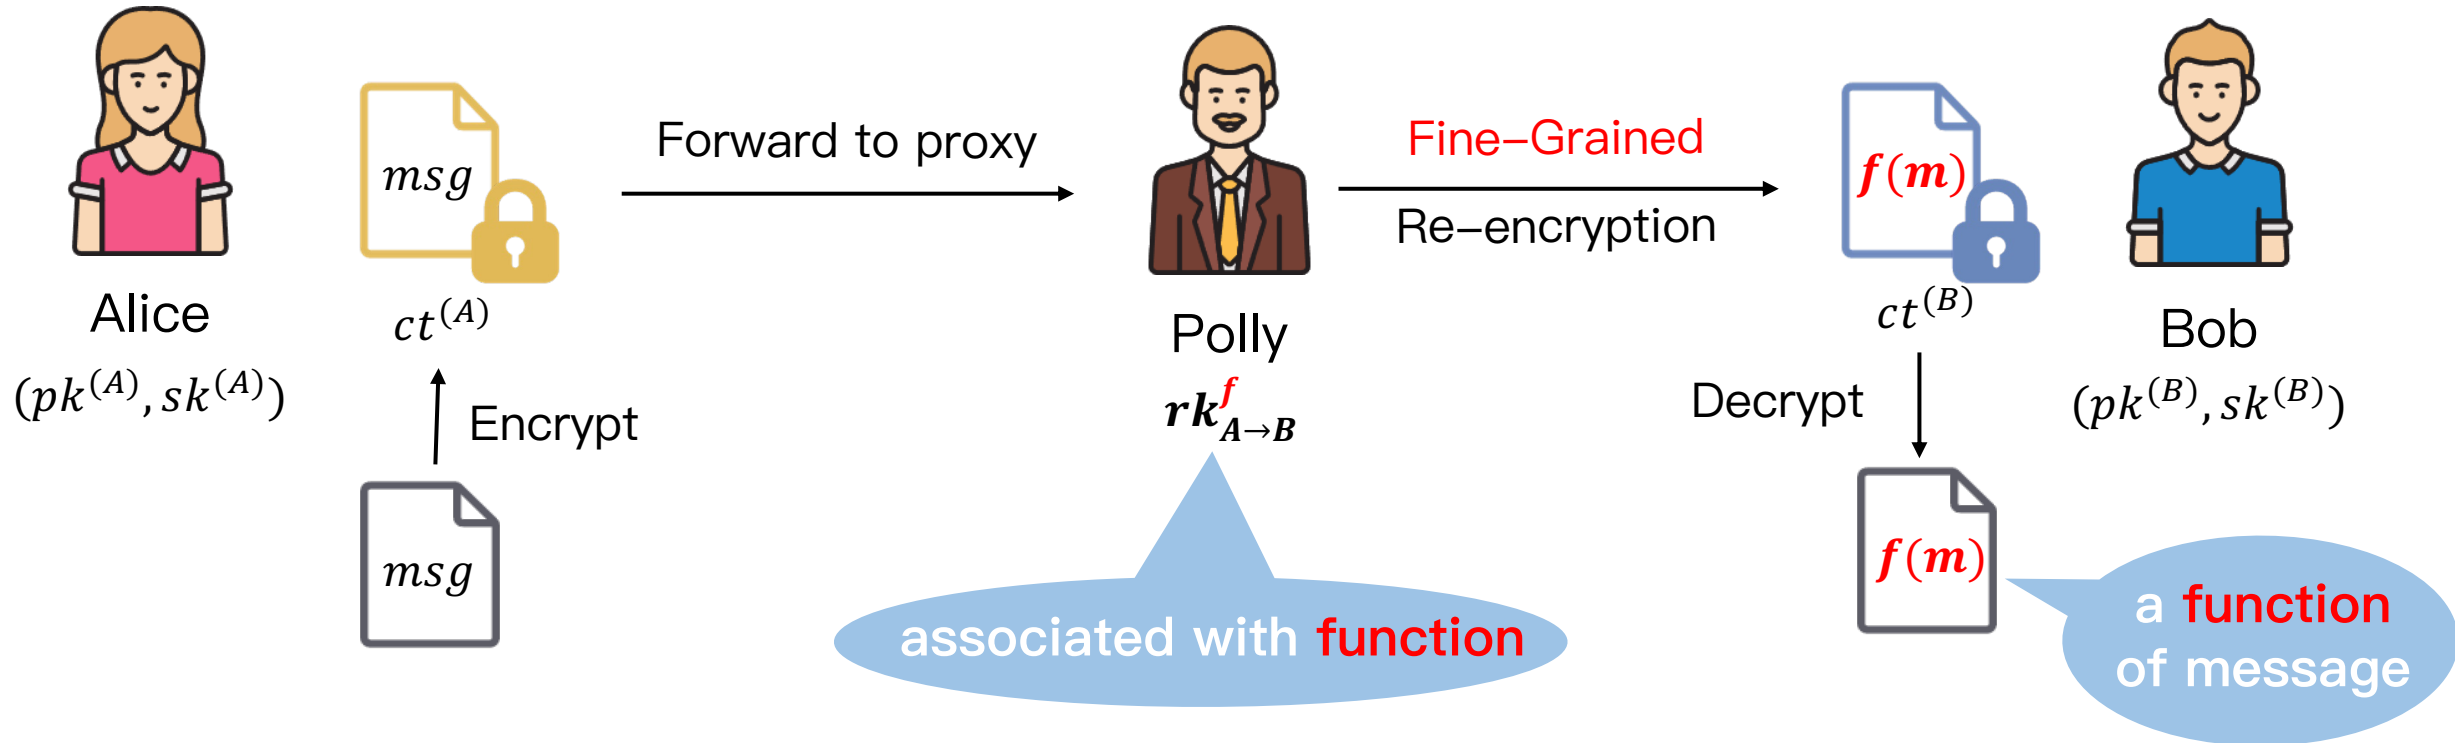 Alice
(pk^(A), sk^(A))
msg
ct^(A)
Encrypt
msg
Forward to proxy
Polly
rk^f_{A→B}
associated with function
Fine–Grained
Re–encryption
f(m)
ct^(B)
Decrypt
f(m)
Bob
(pk^(B), sk^(B))
a function
of message